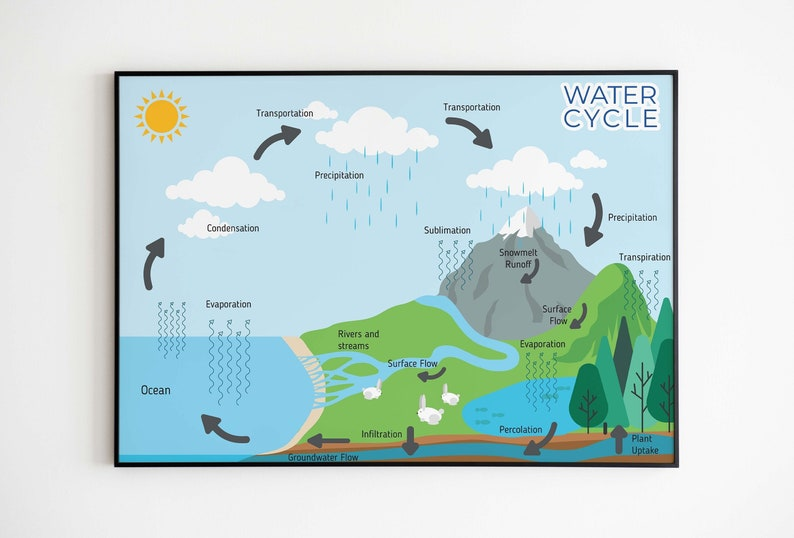 WATER
CYCLE
Transportation
Transportation
Precipitation
Condensation
Sublimation
Precipitation
Snowmelt
Runoff
Transpiration
Evaporation
Surface
Flow
Rivers and
streams
Evaporation
Surface Flow
Ocean
Infiltration
Percolation
Plant
Uptake
Groundwater Flow